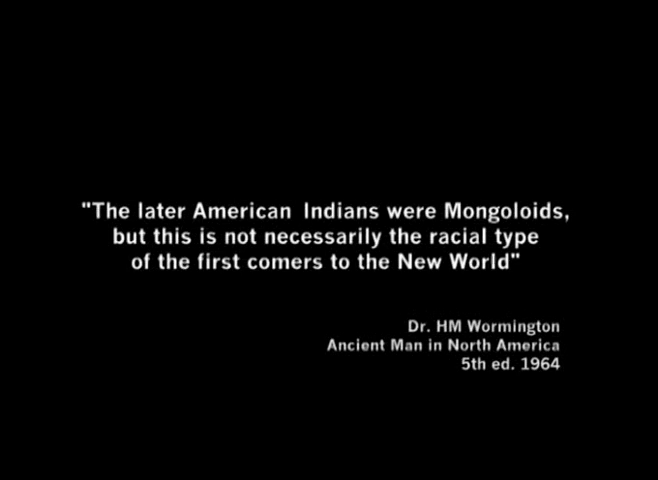 "The later American Indians were Mongoloids,
but this is not necessarily the racial type
of the first comers to the New World"
Dr. HM Wormington
Ancient Man in North America
5th ed. 1964